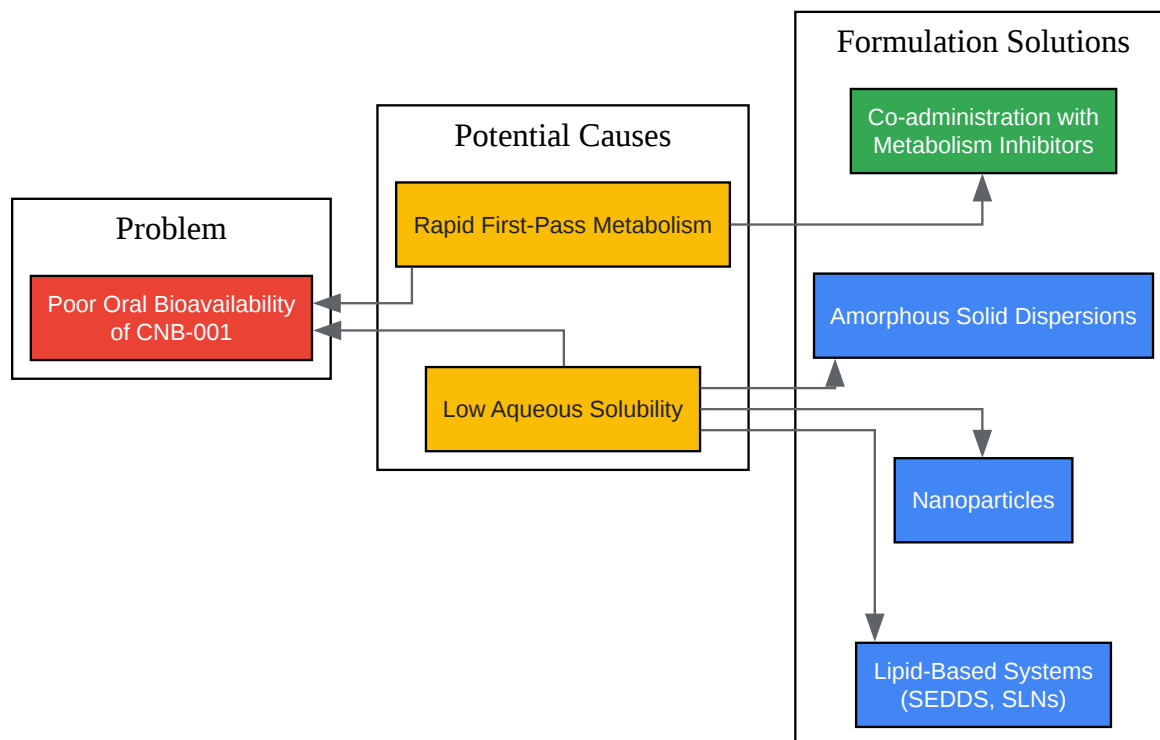 Problem
Poor Oral Bioavailability
of CNB-001
Potential Causes
Rapid First-Pass Metabolism
Low Aqueous Solubility
Formulation Solutions
Co-administration with
Metabolism Inhibitors
Amorphous Solid Dispersions
Nanoparticles
Lipid-Based Systems
(SEDDS, SLNs)